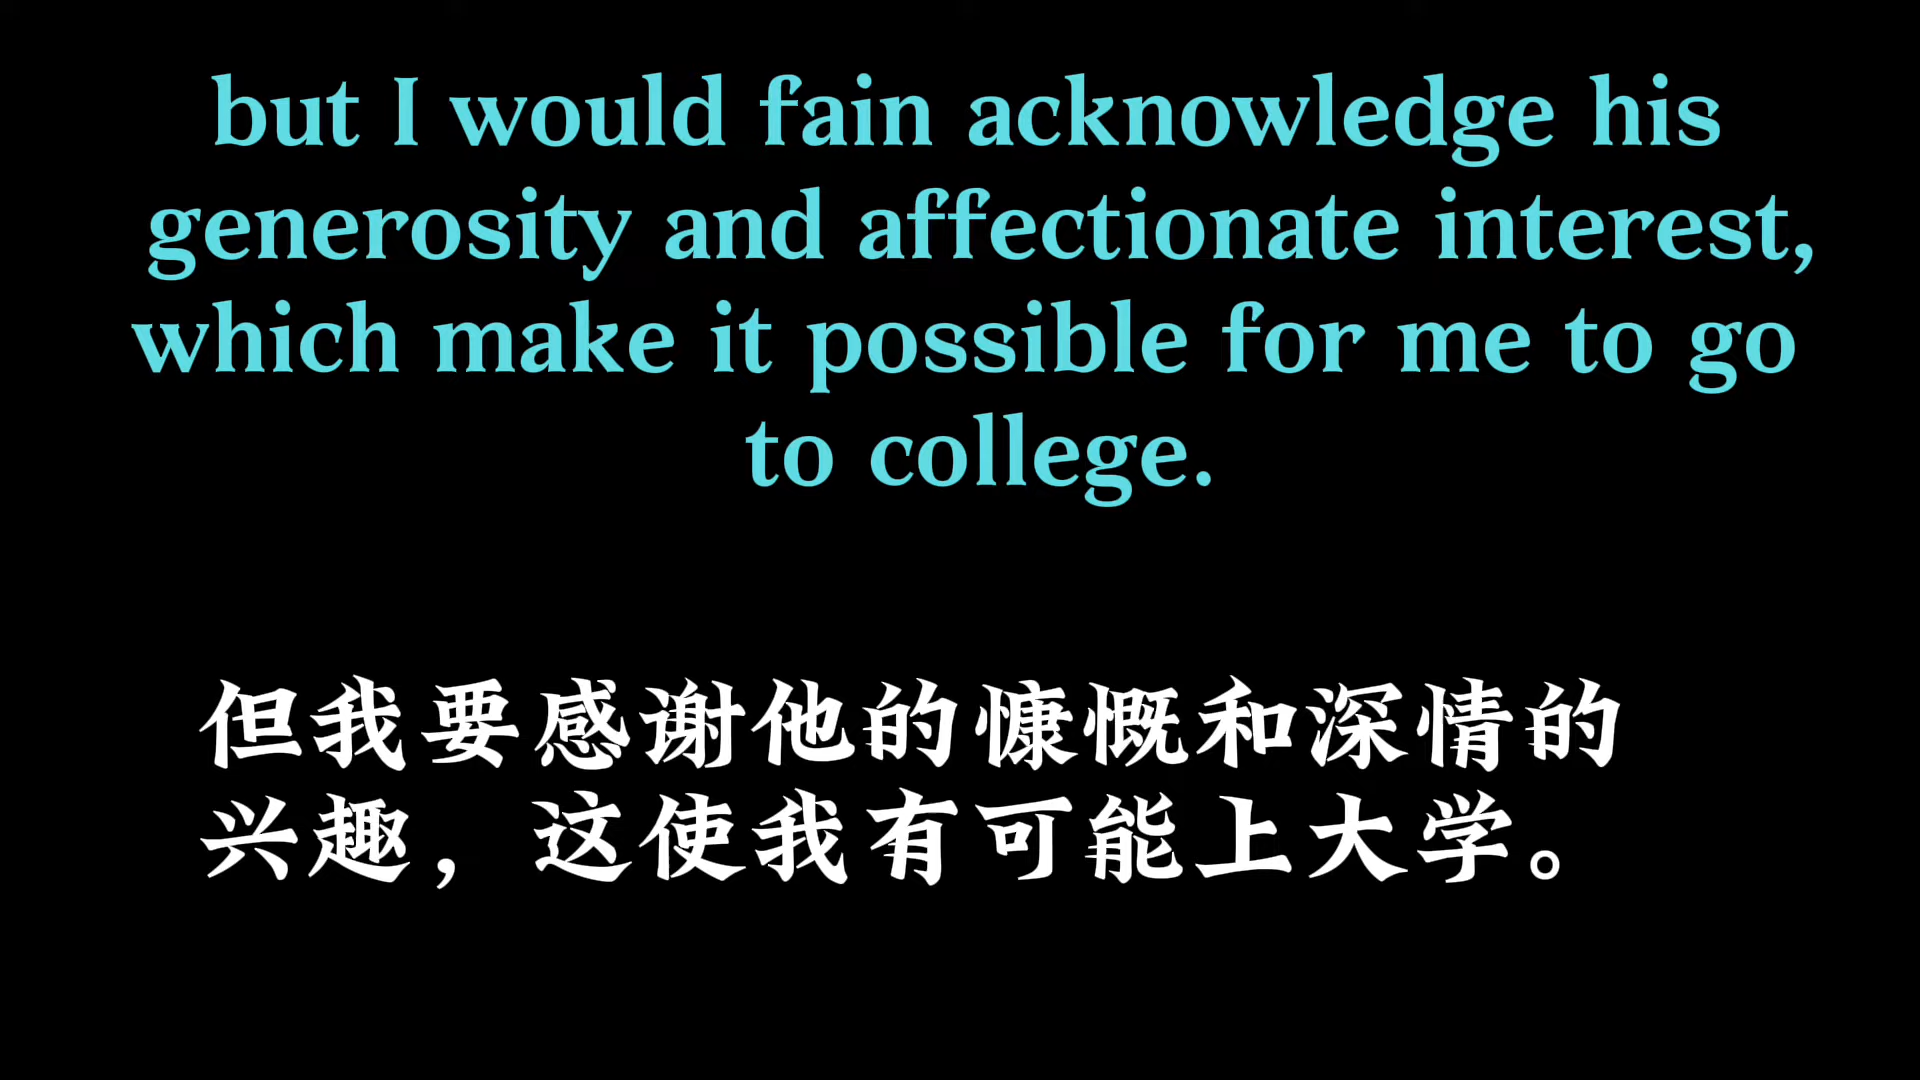 but I would fain acknowledge his
generosity and affectionate interest,
which make it possible for me to go
to college.
但我要感谢他的慷慨和深情的
兴趣，这使我有可能上大学。